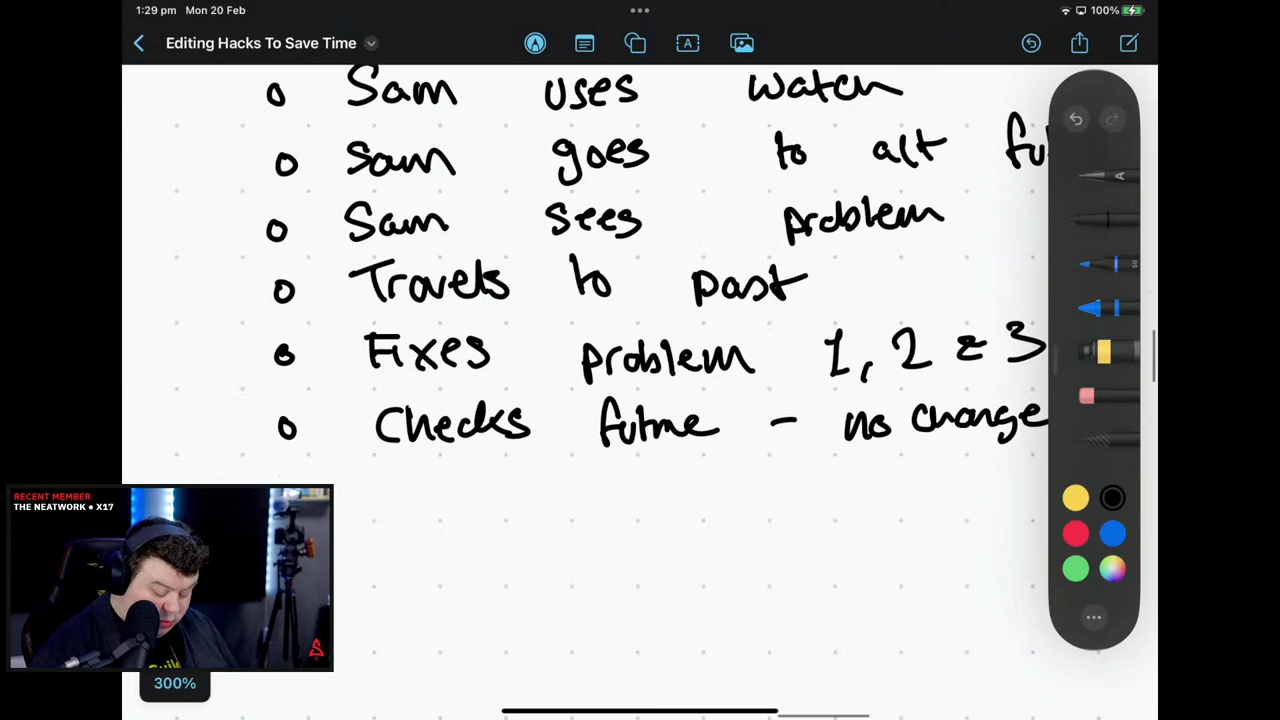 1:29 pm Mon 20 Feb
100%
Editing Hacks To Save Time
Sam uses watch
Sam goes to alt fu
Sam sees problem
Travels to past
Fixes problem 1, 2 & 3
Checks future - no change
RECENT MEMBER
THE NEATWORK ● X17
300%